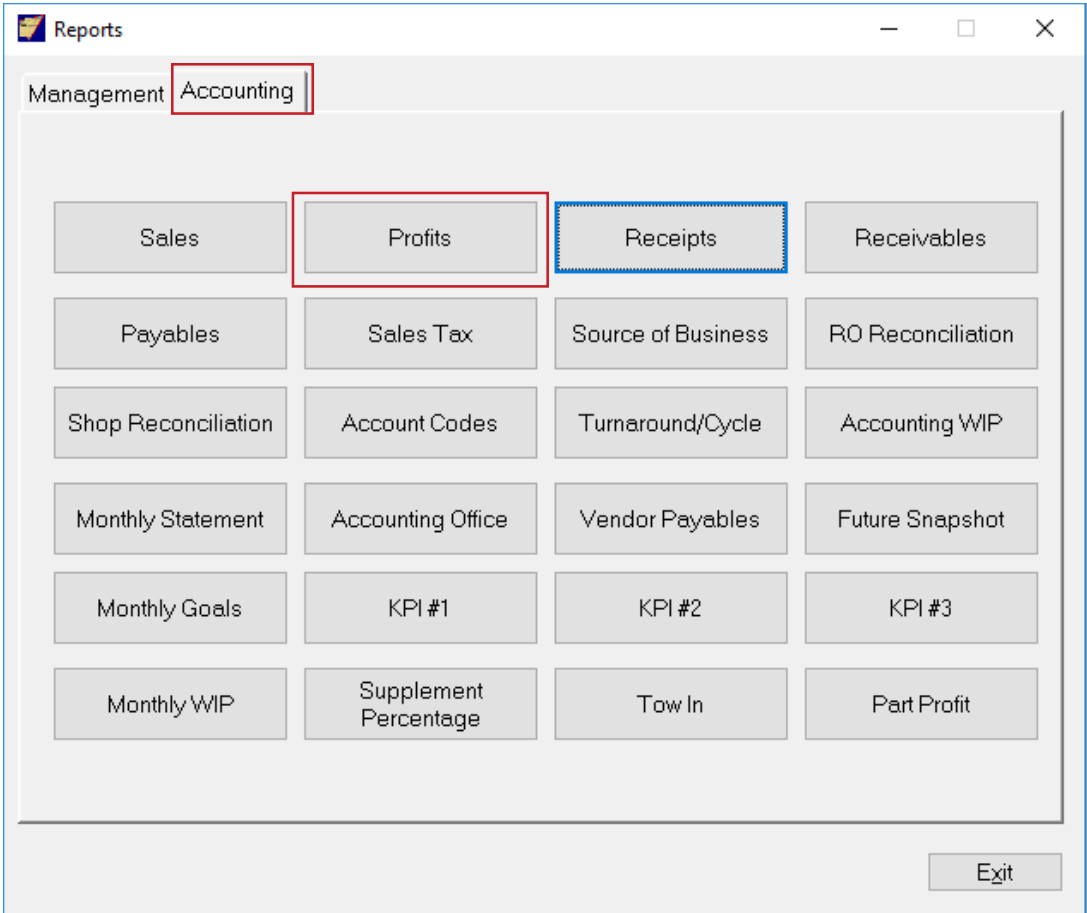 Reports
Management Accounting
Sales Profits Receipts Receivables
Payables Sales Tax Source of Business RO Reconciliation
Shop Reconciliation Account Codes Turnaround/Cycle Accounting WIP
Monthly Statement Accounting Office Vendor Payables Future Snapshot
Monthly Goals KPI #1 KPI #2 KPI #3
Monthly WIP Supplement
Percentage Tow In Part Profit
Exit